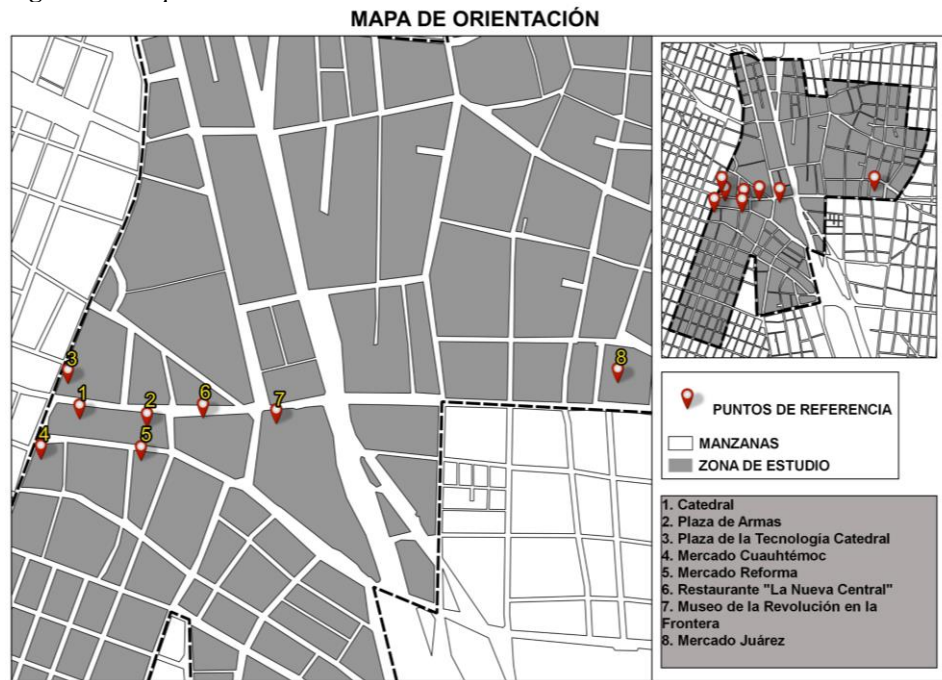 MAPA DE ORIENTACIÓN
3
1
2
6
7
8
4
5
PUNTOS DE REFERENCIA
MANZANAS
ZONA DE ESTUDIO
1. Catedral
2. Plaza de Armas
3. Plaza de la Tecnología Catedral
4. Mercado Cuauhtémoc
5. Mercado Reforma
6. Restaurante "La Nueva Central"
7. Museo de la Revolución en la
Frontera
8. Mercado Juárez